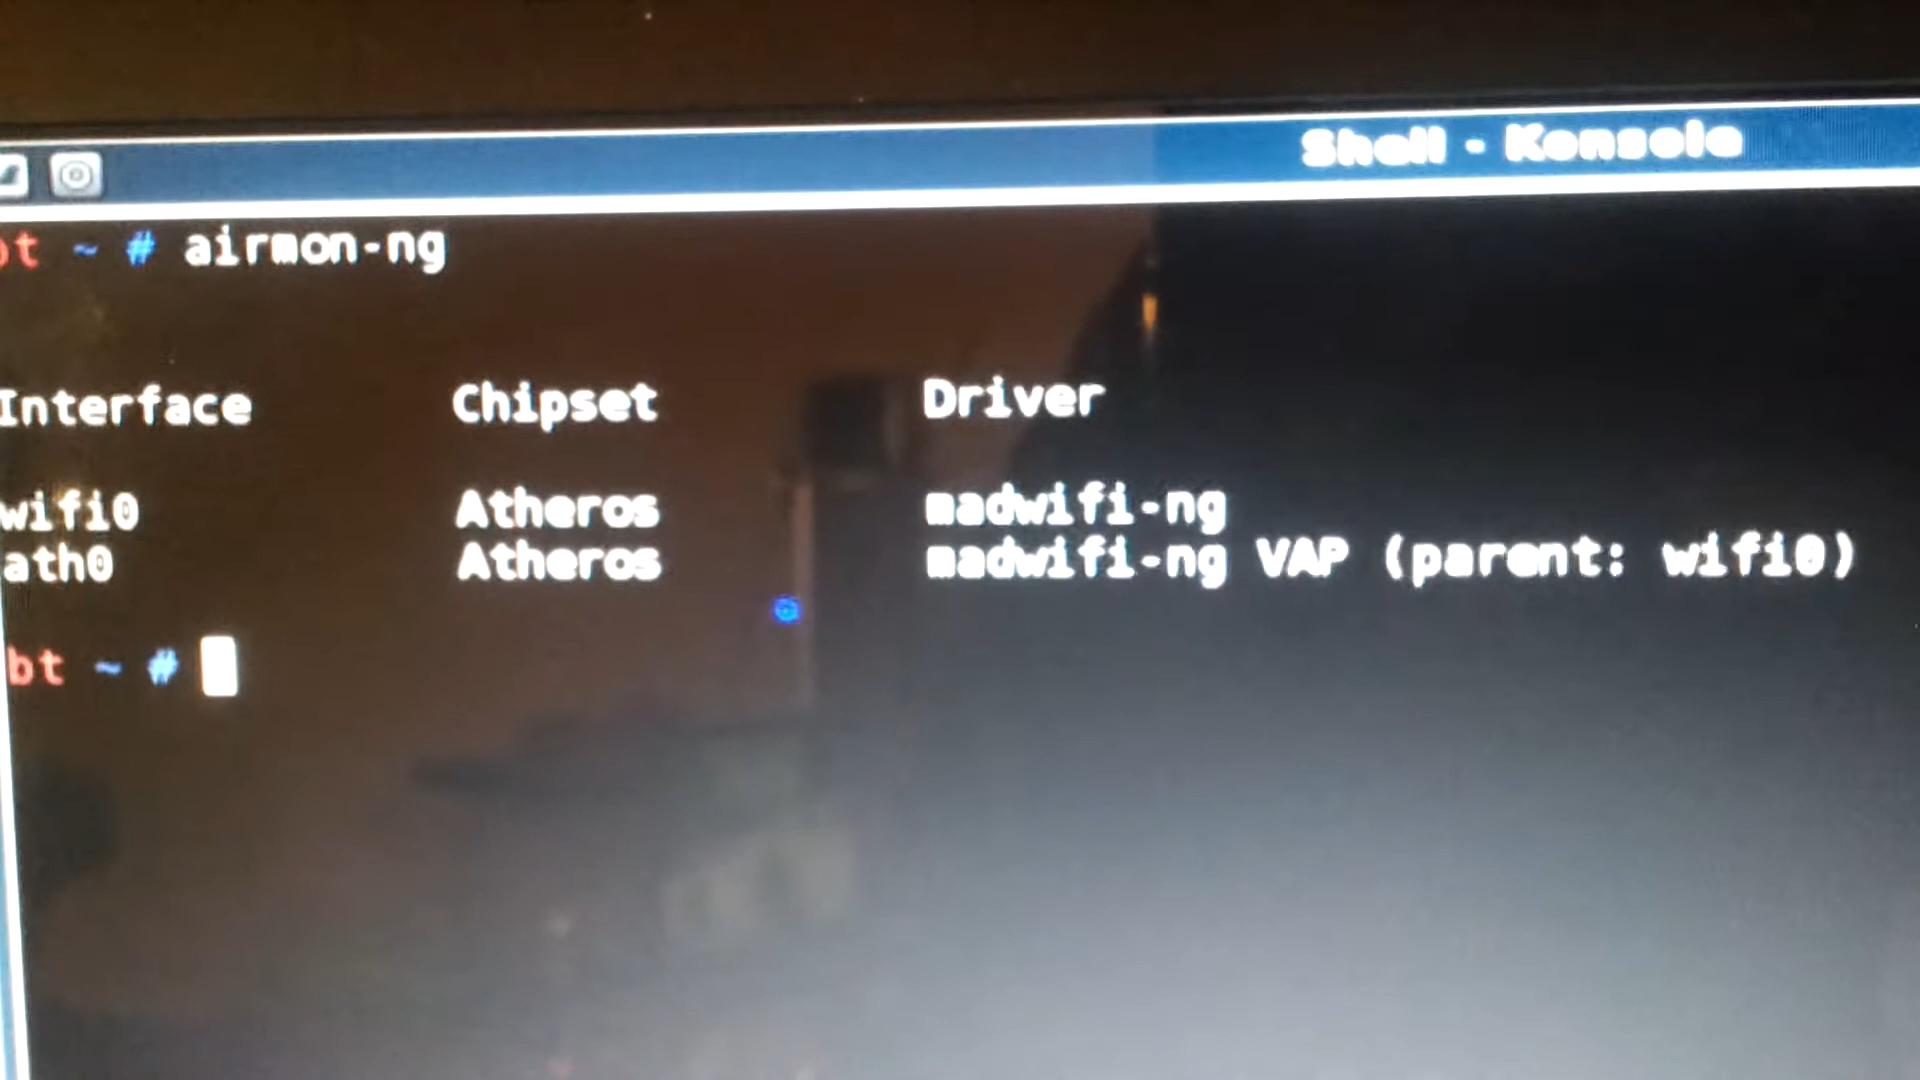 Shell - Konsole
bt ~ # airmon-ng
Interface Chipset Driver
wifi0 Atheros madwifi-ng
ath0 Atheros madwifi-ng VAP (parent: wifi0)
bt ~ #